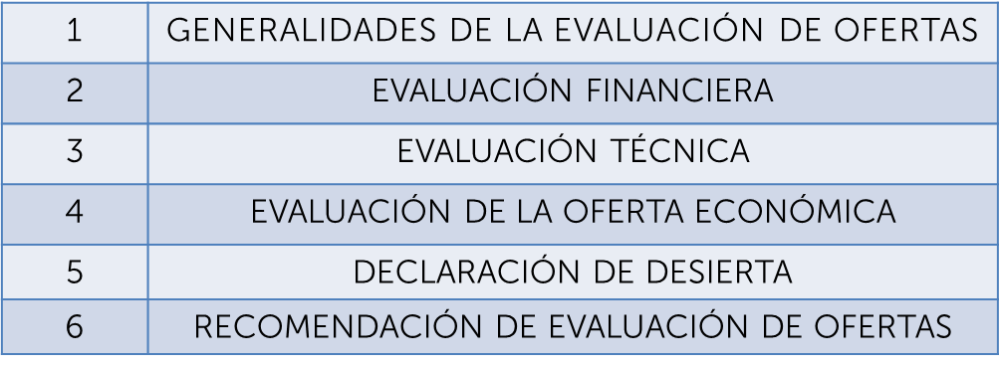 1 GENERALIDADES DE LA EVALUACIÓN DE OFERTAS
2 EVALUACIÓN FINANCIERA
3 EVALUACIÓN TÉCNICA
4 EVALUACIÓN DE LA OFERTA ECONÓMICA
5 DECLARACIÓN DE DESIERTA
6 RECOMENDACIÓN DE EVALUACIÓN DE OFERTAS